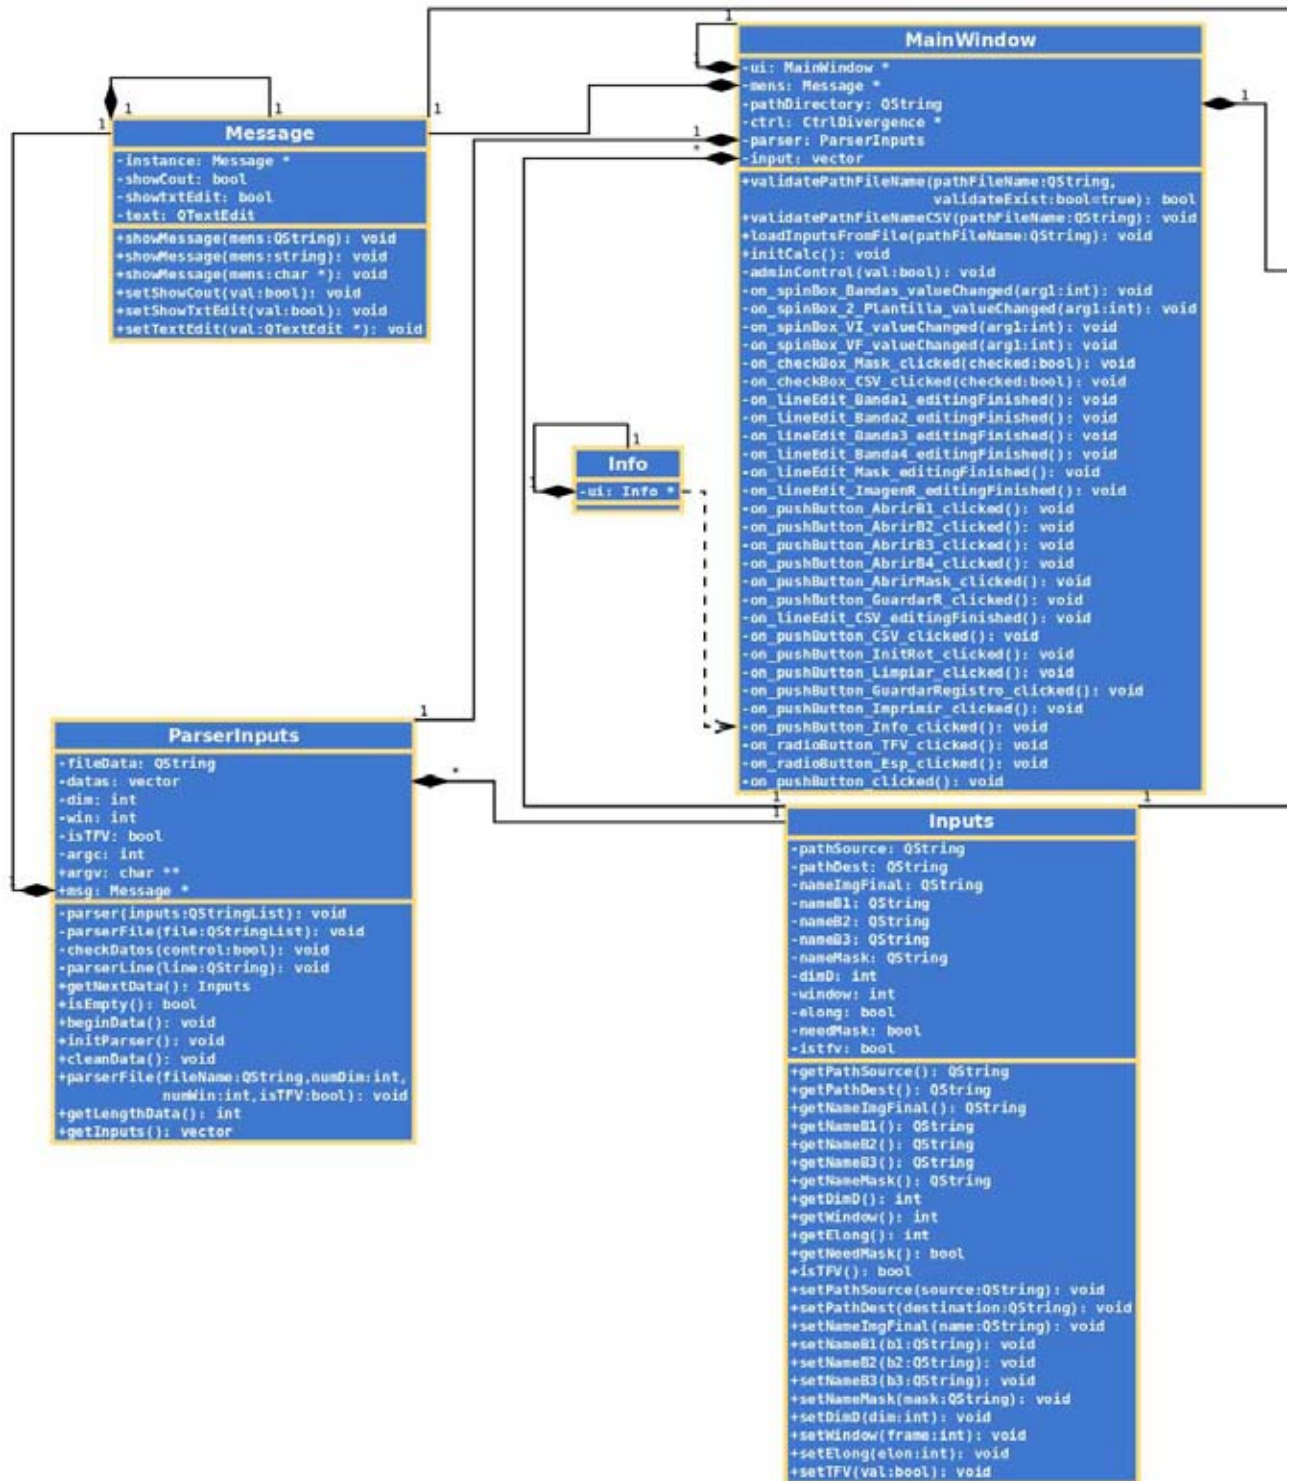 Message
-instance: Message *
-showCout: bool
-showtxtEdit: bool
-text: QTextEdit
+showMessage(mens:QString): void
+showMessage(mens:string): void
+showMessage(mens:char *): void
+setShowCout(val:bool): void
+setShowTxtEdit(val:bool): void
+setTextEdit(val:QTextEdit *): void
1
1
1
1
MainWindow
-ui: MainWindow *
-mens: Message *
-pathDirectory: QString
-ctrl: CtrlDivergence *
-parser: ParserInputs
-input: vector
+validatePathFileName(pathFileName:QString,
validateExist:bool=true): bool
+validatePathFileNameCSV(pathFileName:QString): void
+loadInputsFromFile(pathFileName:QString): void
+initCalc(): void
-adminControl(val:bool): void
-on_spinBox_Bandas_valueChanged(arg1:int): void
-on_spinBox_2_Plantilla_valueChanged(arg1:int): void
-on_spinBox_VI_valueChanged(arg1:int): void
-on_spinBox_VF_valueChanged(arg1:int): void
-on_checkBox_Mask_clicked(checked:bool): void
-on_checkBox_CSV_clicked(checked:bool): void
-on_lineEdit_Banda1_editingFinished(): void
-on_lineEdit_Banda2_editingFinished(): void
-on_lineEdit_Banda3_editingFinished(): void
-on_lineEdit_Banda4_editingFinished(): void
-on_lineEdit_Mask_editingFinished(): void
-on_lineEdit_ImagenR_editingFinished(): void
-on_pushButton_AbrirB1_clicked(): void
-on_pushButton_AbrirB2_clicked(): void
-on_pushButton_AbrirB3_clicked(): void
-on_pushButton_AbrirB4_clicked(): void
-on_pushButton_AbrirMask_clicked(): void
-on_pushButton_GuardarR_clicked(): void
-on_lineEdit_CSV_editingFinished(): void
-on_pushButton_CSV_clicked(): void
-on_pushButton_InitRot_clicked(): void
-on_pushButton_Limpiar_clicked(): void
-on_pushButton_GuardarRegistro_clicked(): void
-on_pushButton_Imprimir_clicked(): void
-on_pushButton_Info_clicked(): void
-on_radioButton_TFV_clicked(): void
-on_radioButton_Esp_clicked(): void
-on_pushButton_clicked(): void
1
1
1
1
*
Info
-ui: Info *
1
1
ParserInputs
-fileData: QString
-datas: vector
-dim: int
-win: int
-isTFV: bool
-argc: int
+argv: char **
+msg: Message *
-parser(inputs:QStringList): void
-parserFile(file:QStringList): void
-checkDatos(control:bool): void
-parserLine(line:QString): void
+getNextData(): Inputs
+isEmpty(): bool
+beginData(): void
+initParser(): void
+cleanData(): void
+parserFile(fileName:QString,numDim:int,
numWin:int,isTFV:bool): void
+getLengthData(): int
+getInputs(): vector
1
*
1
Inputs
-pathSource: QString
-pathDest: QString
-nameImgFinal: QString
-nameB1: QString
-nameB2: QString
-nameB3: QString
-nameMask: QString
-dimD: int
-window: int
-elong: bool
-needMask: bool
-istfv: bool
+getPathSource(): QString
+getPathDest(): QString
+getNameImgFinal(): QString
+getNameB1(): QString
+getNameB2(): QString
+getNameB3(): QString
+getNameMask(): QString
+getDimD(): int
+getWindow(): int
+getElong(): int
+getNeedMask(): bool
+isTFV(): bool
+setPathSource(source:QString): void
+setPathDest(destination:QString): void
+setNameImgFinal(name:QString): void
+setNameB1(b1:QString): void
+setNameB2(b2:QString): void
+setNameB3(b3:QString): void
+setNameMask(mask:QString): void
+setDimD(dim:int): void
+setWindow(frame:int): void
+setElong(elon:int): void
+setTFV(val:bool): void
1
1
1